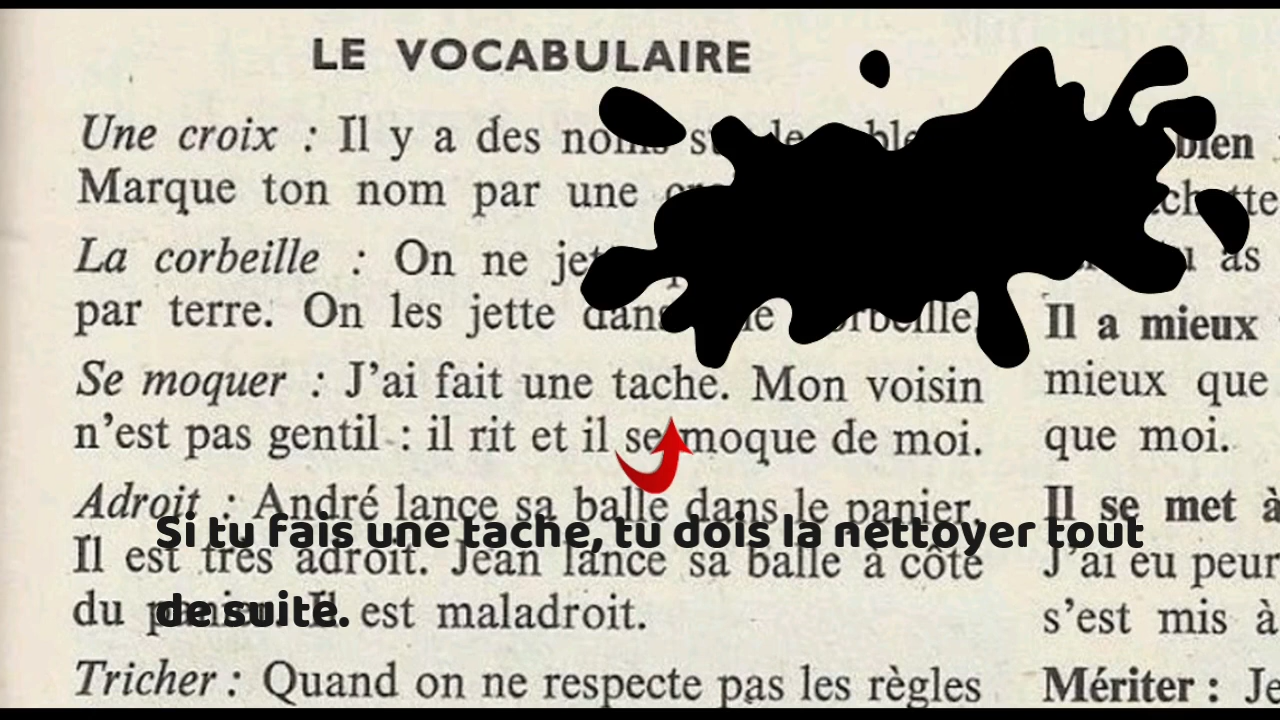 LE VOCABULAIRE
Une croix : Il y a des noms
Marque ton nom par une
La corbeille : On ne
par terre. On les jette dans corbeille.
Se moquer : J'ai fait une tache. Mon voisin
n'est pas gentil : il rit et il se moque de moi.
Adroit : André lance sa balle dans le panier.
Il est très adroit. Jean lance sa balle à côté
du panier. Il est maladroit.
Tricher : Quand on ne respecte pas les règles
bien
as
Il a mieux
mieux que
que moi.
Il se met à
J'ai eu peur
s'est mis à
Mériter : Je
Si tu fais une tache, tu dois la nettoyer tout
de suite.